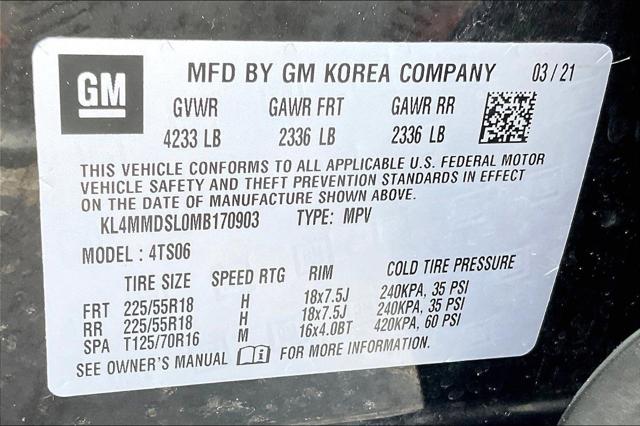 GM
MFD BY GM KOREA COMPANY 03 / 21
GVWR GAWR FRT GAWR RR
4233 LB 2336 LB 2336 LB
THIS VEHICLE CONFORMS TO ALL APPLICABLE U.S. FEDERAL MOTOR
VEHICLE SAFETY AND THEFT PREVENTION STANDARDS IN EFFECT
ON THE DATE OF MANUFACTURE SHOWN ABOVE.
KL4MMDSL0MB170903 TYPE: MPV
MODEL : 4TS06
TIRE SIZE SPEED RTG RIM COLD TIRE PRESSURE
FRT 225/55R18 H 18x7.5J 240KPA, 35 PSI
RR 225/55R18 H 18x7.5J 240KPA, 35 PSI
SPA T125/70R16 M 16x4.0BT 420KPA, 60 PSI
SEE OWNER'S MANUAL FOR MORE INFORMATION.